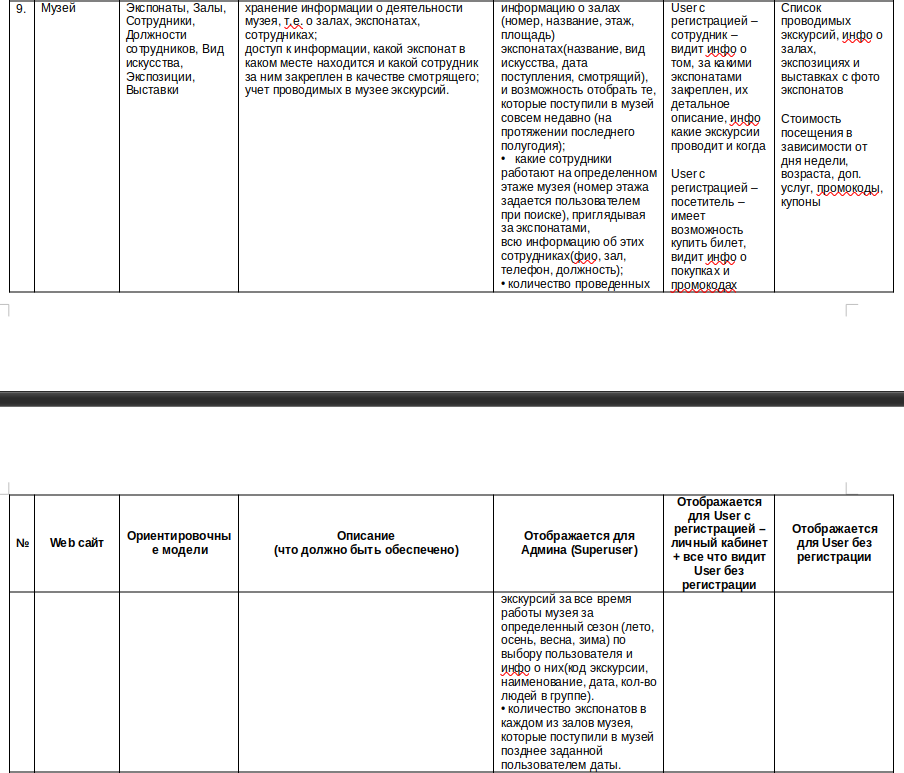 9.
Музей
Экспонаты, Залы,
Сотрудники,
Должности
сотрудников, Вид
искусства,
Экспозиции,
Выставки
хранение информации о деятельности
музея, т.е. о залах, экспонатах,
сотрудниках;
доступ к информации, какой экспонат в
каком месте находится и какой сотрудник
за ним закреплен в качестве смотрящего;
учет проводимых в музее экскурсий.
информацию о залах
(номер, название, этаж,
площадь)
экспонатах(название, вид
искусства, дата
поступления, смотрящий),
и возможность отобрать те,
которые поступили в музей
совсем недавно (на
протяжении последнего
полугодия);
• какие сотрудники
работают на определенном
этаже музея (номер этажа
задается пользователем
при поиске), приглядывая
за экспонатами,
всю информацию об этих
сотрудниках(фио, зал,
телефон, должность);
• количество проведенных
User с
регистрацией –
сотрудник –
видит инфо о
том, за какими
экспонатами
закреплен, их
детальное
описание, инфо
какие экскурсии
проводит и когда
User с
регистрацией –
посетитель –
имеет
возможность
купить билет,
видит инфо о
покупках и
промокодах
Список
проводимых
экскурсий, инфо о
залах,
экспозициях и
выставках с фото
экспонатов
Стоимость
посещения в
зависимости от
дня недели,
возраста, доп.
услуг, промокоды,
купоны
№
Web сайт
Ориентировочны
е модели
Описание
(что должно быть обеспечено)
Отображается для
Админа (Superuser)
Отображается
для User с
регистрацией –
личный кабинет
+ все что видит
User без
регистрации
Отображается
для User без
регистрации
экскурсий за все время
работы музея за
определенный сезон (лето,
осень, весна, зима) по
выбору пользователя и
инфо о них(код экскурсии,
наименование, дата, кол-во
людей в группе).
• количество экспонатов в
каждом из залов музея,
которые поступили в музей
позднее заданной
пользователем даты.